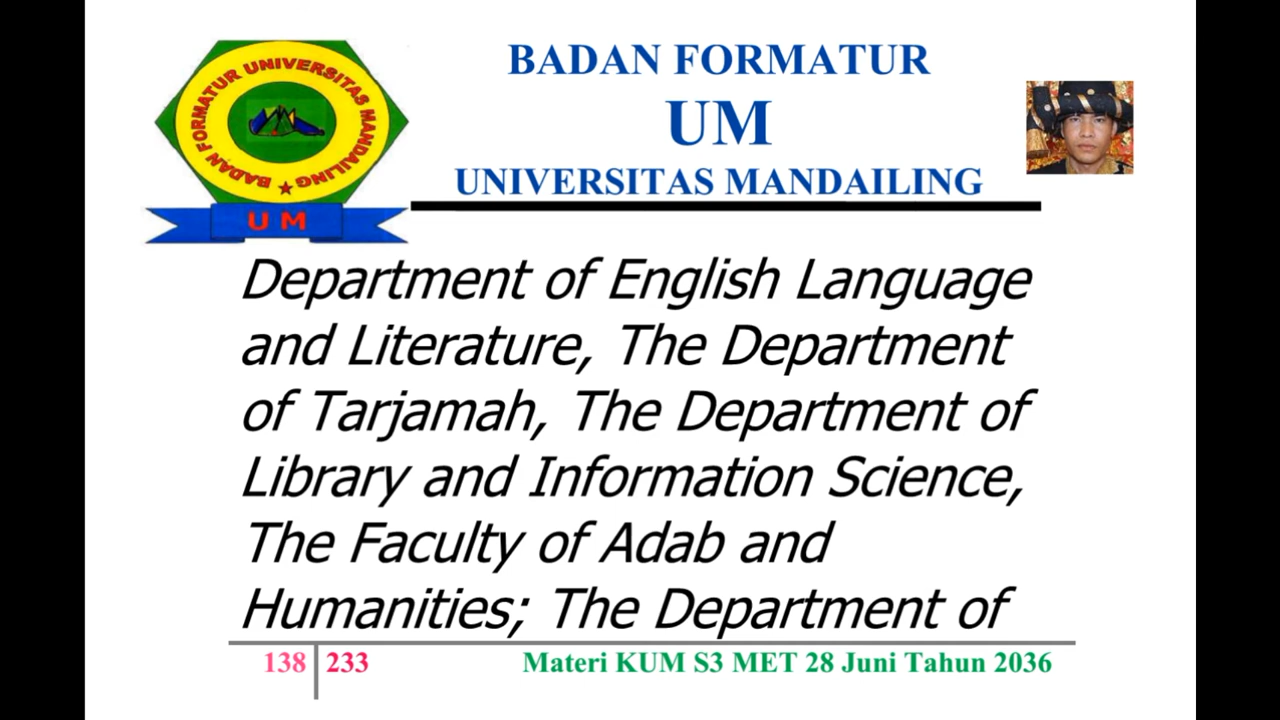 BADAN FORMATUR UNIVERSITAS MANDAILING
UM
BADAN FORMATUR
UM
UNIVERSITAS MANDAILING
Department of English Language
and Literature, The Department
of Tarjamah, The Department of
Library and Information Science,
The Faculty of Adab and
Humanities; The Department of
138 233 Materi KUM S3 MET 28 Juni Tahun 2036